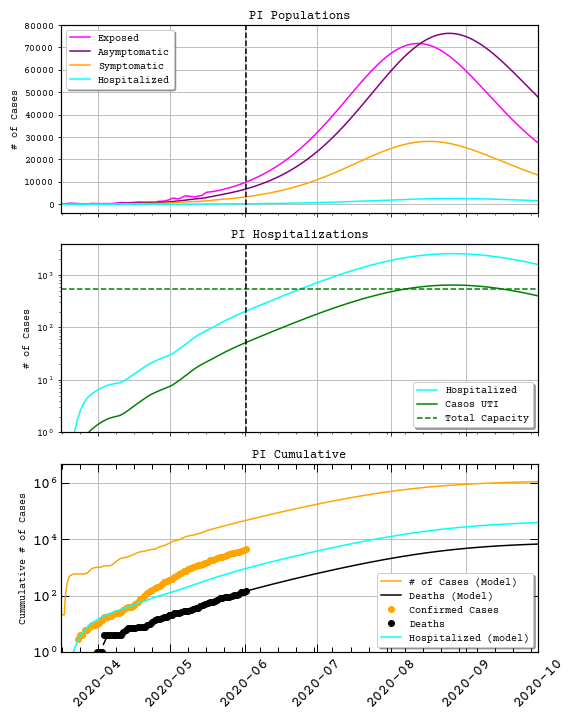 PI Populations
Exposed
Asymptomatic
Symptomatic
Hospitalized
80000
70000
60000
50000
40000
30000
20000
10000
0
# of Cases
PI Hospitalizations
10³
10²
10¹
10⁰
# of Cases
Hospitalized
Casos UTI
Total Capacity
PI Cumulative
10⁶
10⁴
10²
10⁰
Cummulative # of Cases
# of Cases (Model)
Deaths (Model)
Confirmed Cases
Deaths
Hospitalized (model)
2020-04
2020-05
2020-06
2020-07
2020-08
2020-09
2020-10